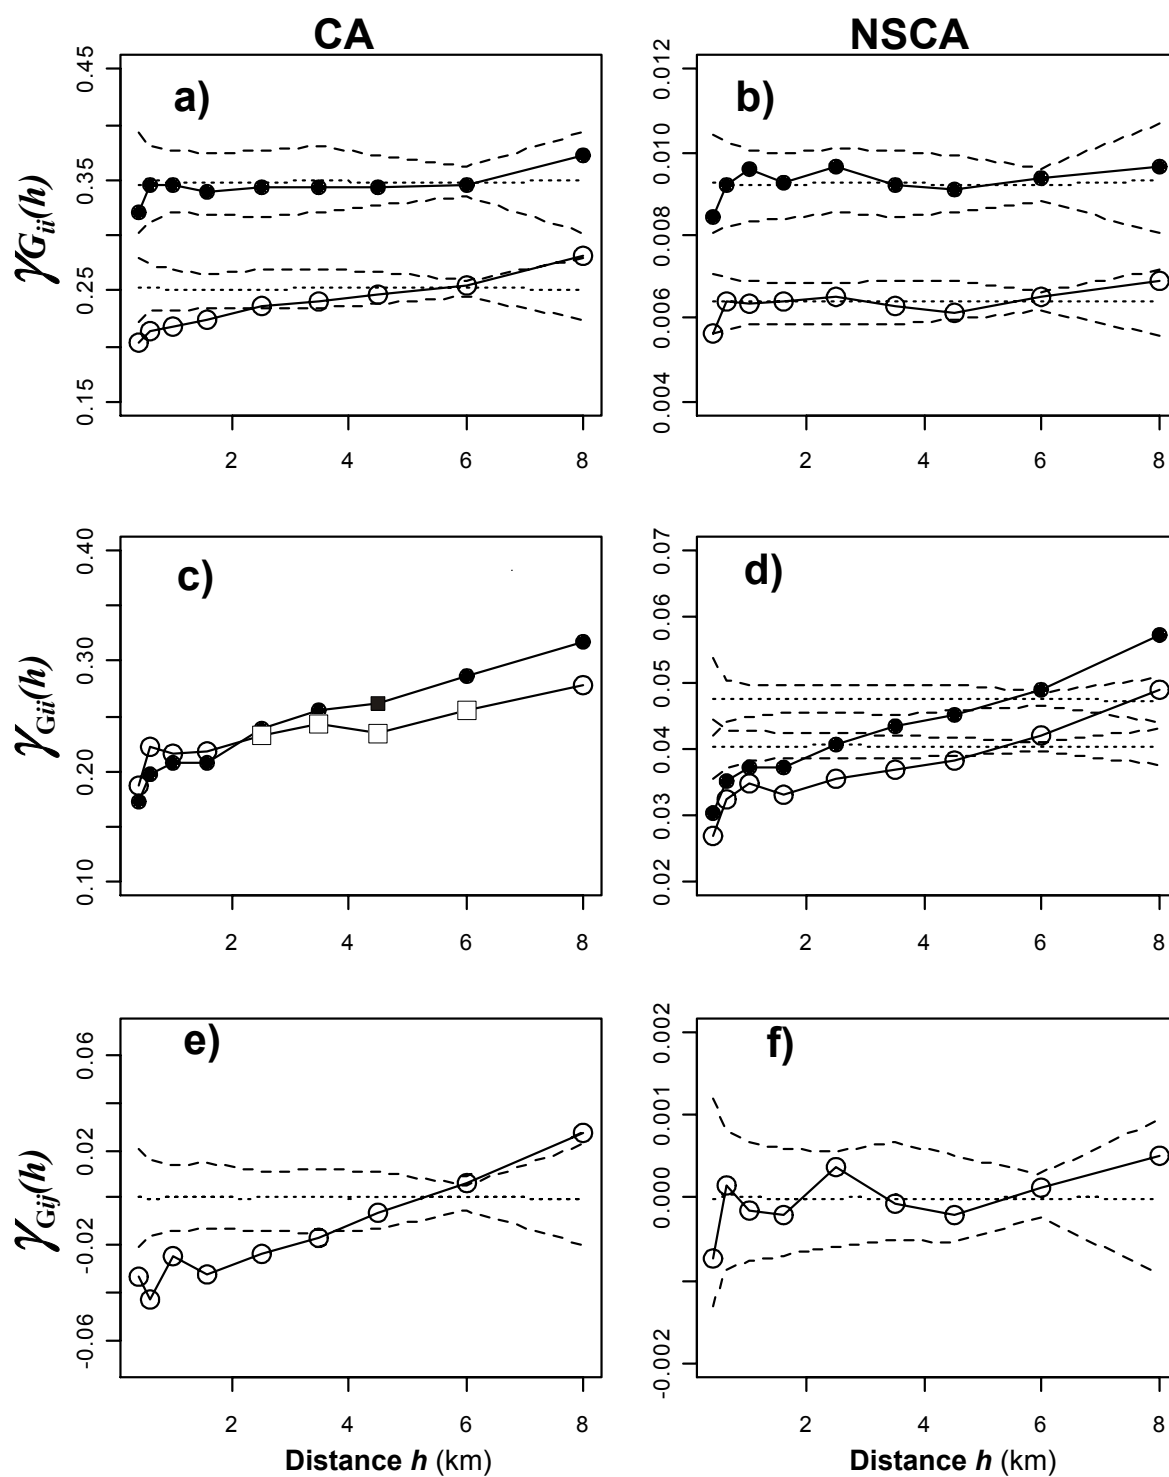 CA NSCA
a)
γG_ii(h)
0.15 0.25 0.35 0.45
2 4 6 8
b)
0.004 0.006 0.008 0.010 0.012
2 4 6 8
c)
γ_Gii(h)
0.10 0.20 0.30 0.40
2 4 6 8
d)
0.02 0.03 0.04 0.05 0.06 0.07
2 4 6 8
e)
γ_Gij(h)
-0.06 -0.02 0.02 0.06
2 4 6 8
Distance h (km)
f)
-0.002 0.000 0.001 0.002
2 4 6 8
Distance h (km)